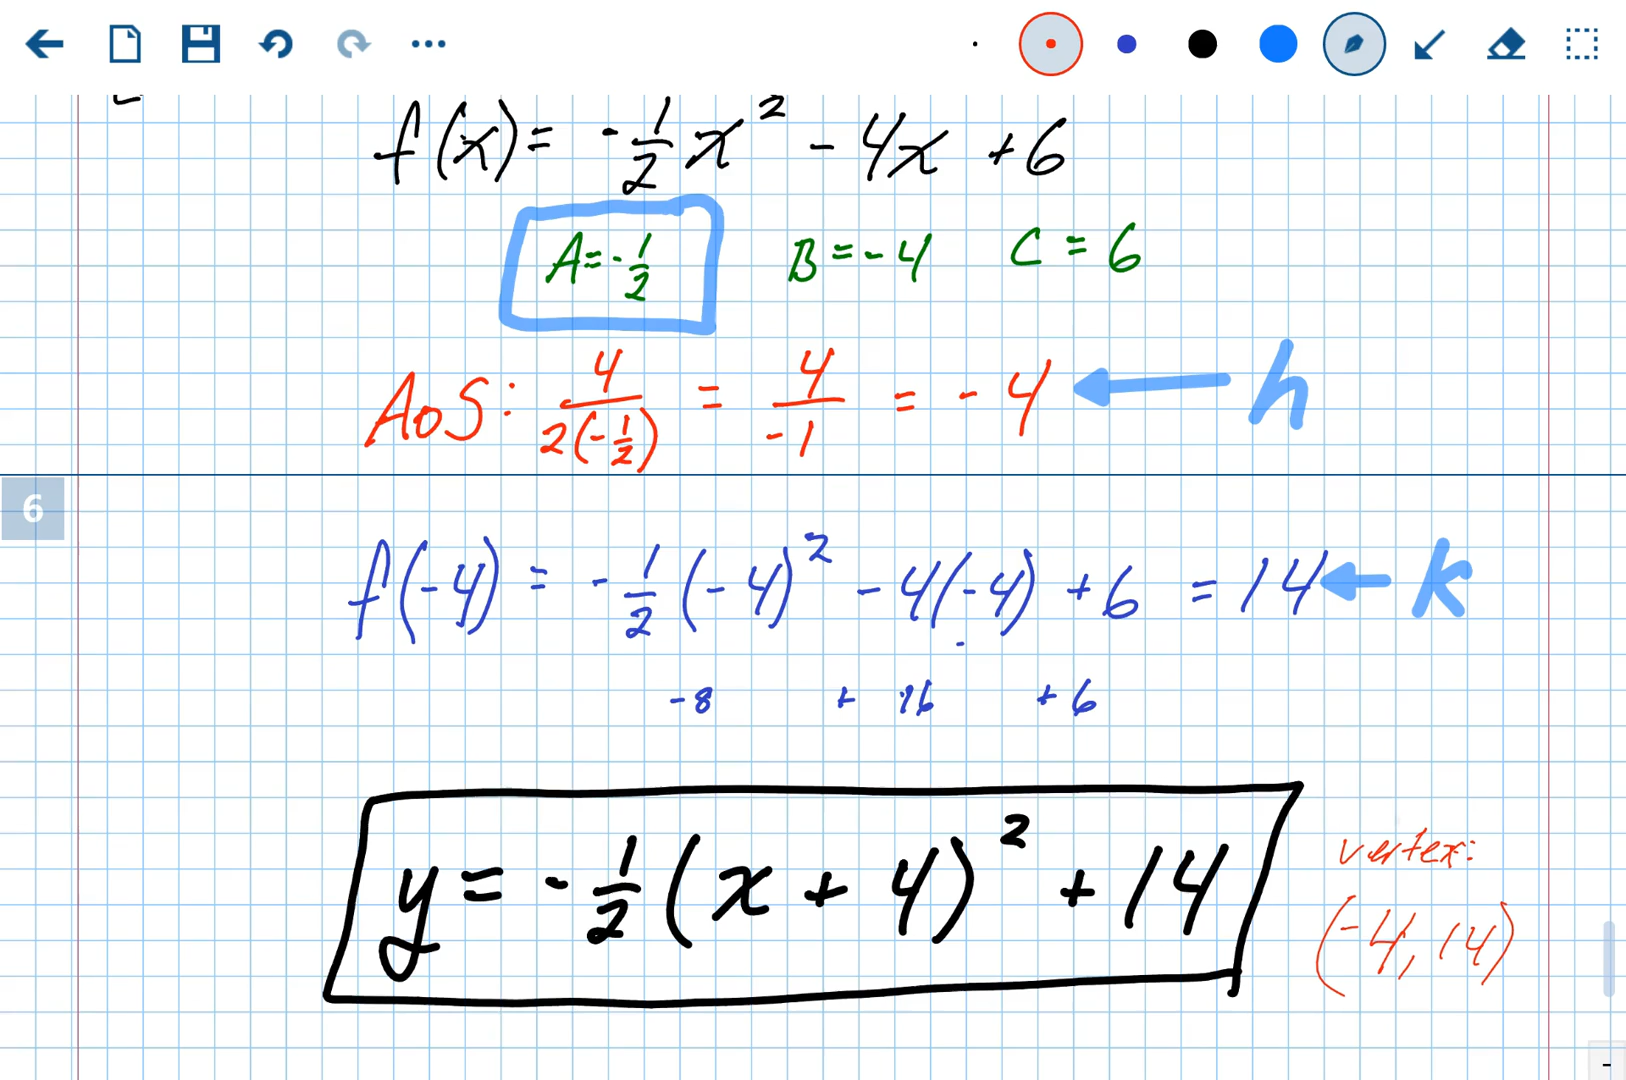 f(x) = -1/2 x² - 4x + 6
A = -1/2 B = -4 C = 6
AoS: 4/2(-1/2) = 4/-1 = -4 ← h
6
f(-4) = -1/2 (-4)² - 4(-4) + 6 = 14 ← k
-8 + 16 + 6
y = -1/2 (x + 4)² + 14
vertex:
(-4, 14)